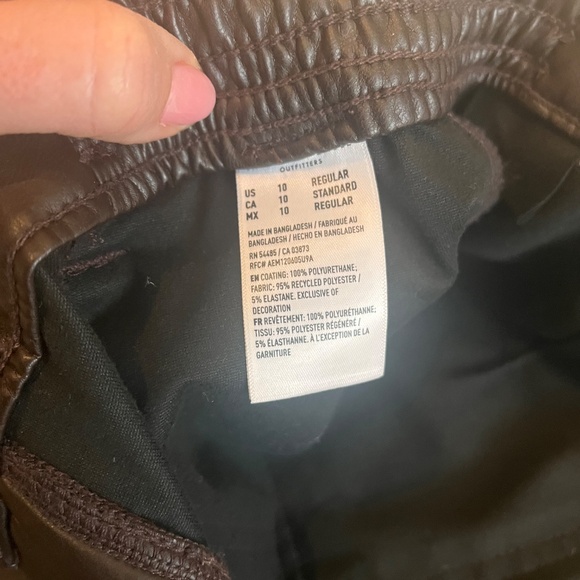 OUTFITTERS
US 10 REGULAR
CA 10 STANDARD
MX 10 REGULAR
MADE IN BANGLADESH / FABRIQUÉ AU
BANGLADESH / HECHO EN BANGLADESH
RN 54485 / CA 03873
RFC# AEM120605U9A
EN COATING: 100% POLYURETHANE;
FABRIC: 95% RECYCLED POLYESTER /
5% ELASTANE. EXCLUSIVE OF
DECORATION
FR REVÊTEMENT: 100% POLYURÉTHANE;
TISSU: 95% POLYESTER RÉGÉNÉRÉ /
5% ÉLASTHANNE. À L'EXCEPTION DE LA
GARNITURE